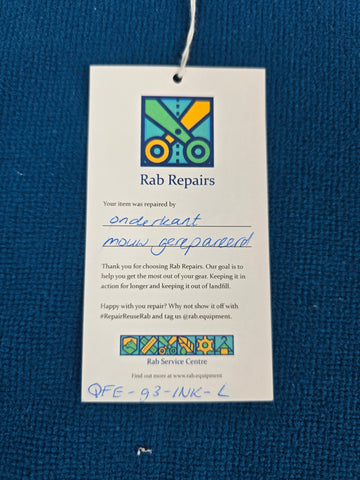 Rab Repairs
Your item was repaired by
onderkant
mouw gerepareerd
Thank you for choosing Rab Repairs. Our goal is to
help you get the most out of your gear. Keeping it in
action for longer and keeping it out of landfill.
Happy with you repair? Why not show it off with
#RepairReuseRab and tag us @rab.equipment.
Rab Service Centre
Find out more at www.rab.equipment
QFE-93-INK-L